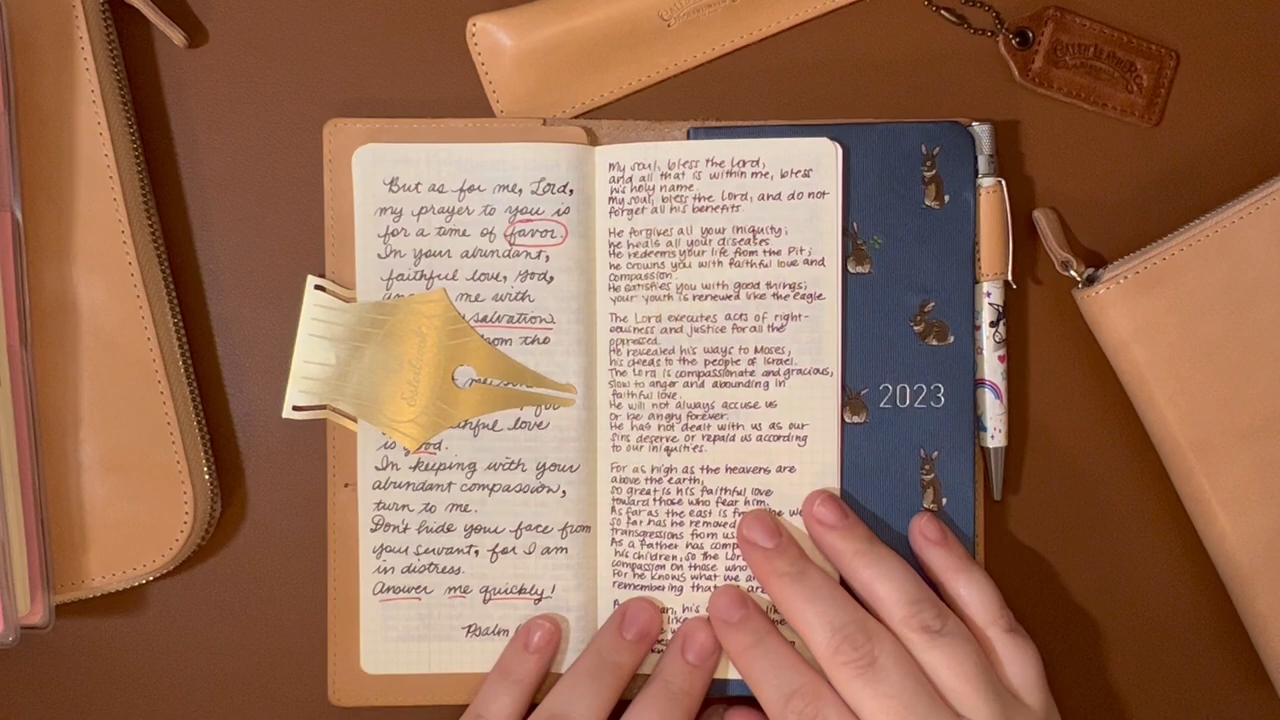 But as for me, Lord,
my prayer to you is
for a time of favor.
In your abundant,
faithful love, God,
me with
salvation
from the
love
is good.
In keeping with your
abundant compassion,
turn to me.
Don't hide your face from
your servant, for I am
in distress.
Answer me quickly!
Psalm
My soul, bless the Lord,
and all that is within me, bless
his holy name.
My soul, bless the Lord, and do not
forget all his benefits.
He forgives all your iniquity;
he heals all your diseases.
He redeems your life from the Pit;
he crowns you with faithful love and
compassion.
He satisfies you with good things;
your youth is renewed like the eagle
The Lord executes acts of right-
eousness and justice for all the
oppressed.
He revealed his ways to Moses,
his deeds to the people of Israel.
The Lord is compassionate and gracious,
slow to anger and abounding in
faithful love.
He will not always accuse us
or be angry forever.
He has not dealt with us as our
sins deserve or repaid us according
to our iniquities.
For as high as the heavens are
above the earth,
so great is his faithful love
toward those who fear him.
As far as the east is from the
so far has he removed
transgressions from us.
As a father has
his children, so the Lord
compassion on those who
For he knows what we
remembering that
his
like
2023
GALEN LEATHER